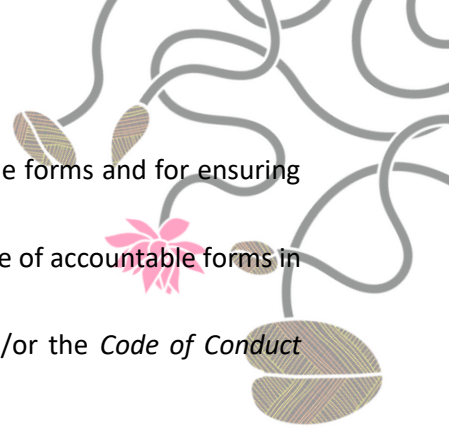 e forms and for ensuring
e of accountable forms in
/or the Code of Conduct